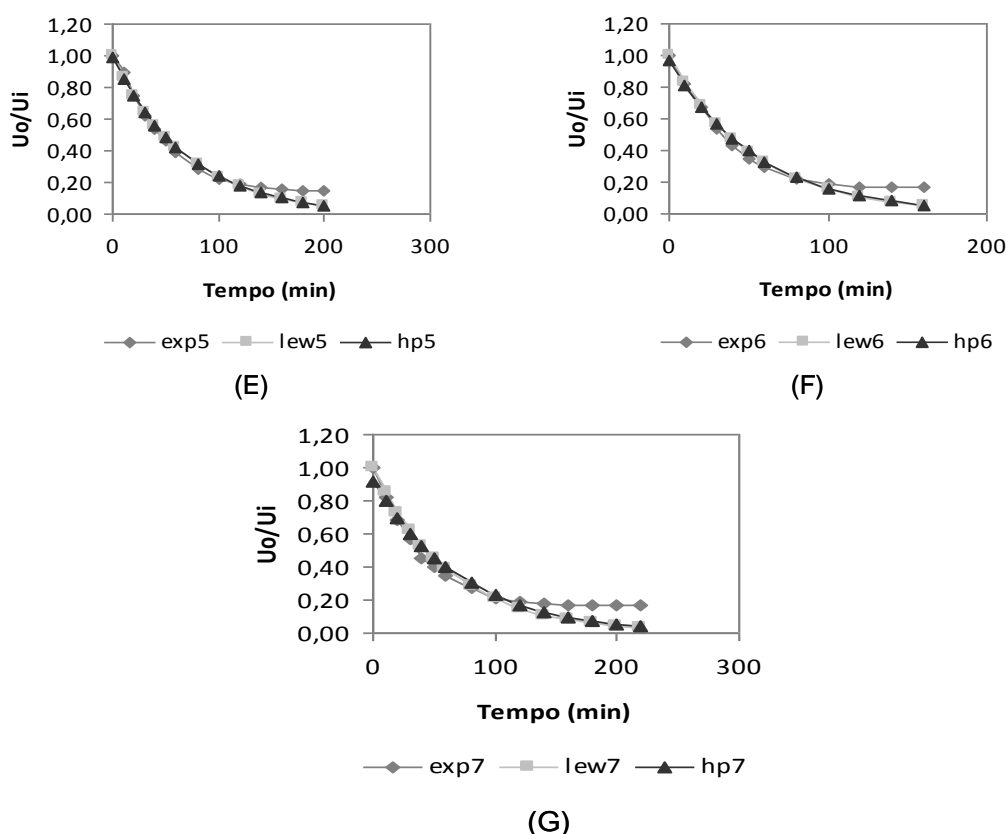 1,20
1,00
0,80
0,60
0,40
0,20
0,00
Uo/Ui
0 100 200 300
Tempo (min)
exp5 lew5 hp5
(E)
1,20
1,00
0,80
0,60
0,40
0,20
0,00
Uo/Ui
0 100 200
Tempo (min)
exp6 lew6 hp6
(F)
1,20
1,00
0,80
0,60
0,40
0,20
0,00
Uo/Ui
0 100 200 300
Tempo (min)
exp7 lew7 hp7
(G)